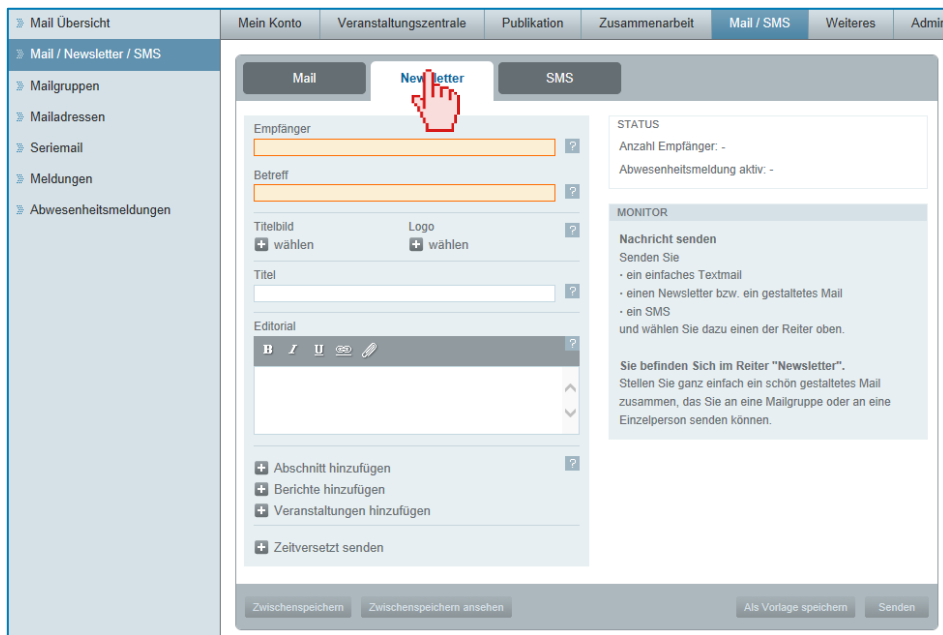 Mail Übersicht
Mail / Newsletter / SMS
Mailgruppen
Mailadressen
Seriemail
Meldungen
Abwesenheitsmeldungen
Mein Konto Veranstaltungszentrale Publikation Zusammenarbeit Mail / SMS Weiteres Admin
Mail Newsletter SMS
Empfänger
?
Betreff
?
Titelbild Logo ?
wählen wählen
Titel
?
Editorial
B I U ?
?
Abschnitt hinzufügen
Berichte hinzufügen
Veranstaltungen hinzufügen
Zeitversetzt senden
STATUS
Anzahl Empfänger: -
Abwesenheitsmeldung aktiv: -
MONITOR
Nachricht senden
Senden Sie
- ein einfaches Textmail
- einen Newsletter bzw. ein gestaltetes Mail
- ein SMS
und wählen Sie dazu einen der Reiter oben.
Sie befinden Sich im Reiter "Newsletter".
Stellen Sie ganz einfach ein schön gestaltetes Mail
zusammen, das Sie an eine Mailgruppe oder an eine
Einzelperson senden können.
Zwischenspeichern Zwischenspeichern ansehen Als Vorlage speichern Senden